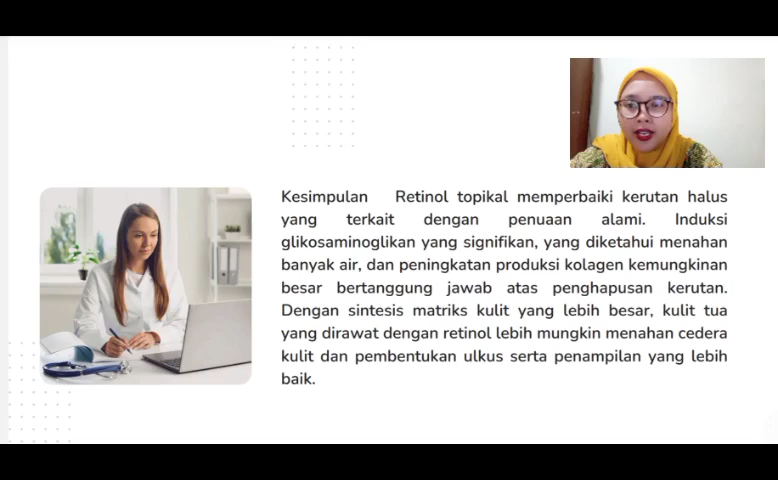 Kesimpulan Retinol topikal memperbaiki kerutan halus
yang terkait dengan penuaan alami. Induksi
glikosaminoglikan yang signifikan, yang diketahui menahan
banyak air, dan peningkatan produksi kolagen kemungkinan
besar bertanggung jawab atas penghapusan kerutan.
Dengan sintesis matriks kulit yang lebih besar, kulit tua
yang dirawat dengan retinol lebih mungkin menahan cedera
kulit dan pembentukan ulkus serta penampilan yang lebih
baik.